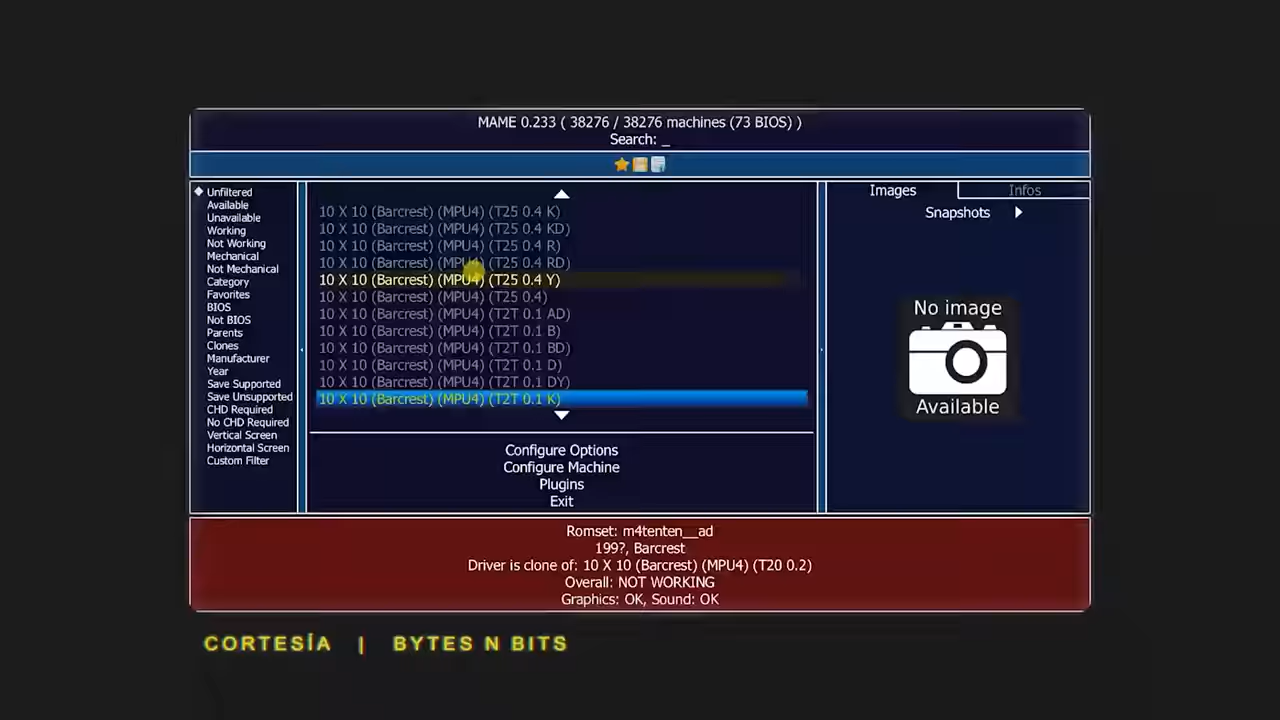 MAME 0.233 ( 38276 / 38276 machines (73 BIOS) )
Search: _
Unfiltered
Available
Unavailable
Working
Not Working
Mechanical
Not Mechanical
Category
Favorites
BIOS
Not BIOS
Parents
Clones
Manufacturer
Year
Save Supported
Save Unsupported
CHD Required
No CHD Required
Vertical Screen
Horizontal Screen
Custom Filter
10 X 10 (Barcrest) (MPU4) (T25 0.4 K)
10 X 10 (Barcrest) (MPU4) (T25 0.4 KD)
10 X 10 (Barcrest) (MPU4) (T25 0.4 R)
10 X 10 (Barcrest) (MPU4) (T25 0.4 RD)
10 X 10 (Barcrest) (MPU4) (T25 0.4 Y)
10 X 10 (Barcrest) (MPU4) (T25 0.4)
10 X 10 (Barcrest) (MPU4) (T2T 0.1 AD)
10 X 10 (Barcrest) (MPU4) (T2T 0.1 B)
10 X 10 (Barcrest) (MPU4) (T2T 0.1 BD)
10 X 10 (Barcrest) (MPU4) (T2T 0.1 D)
10 X 10 (Barcrest) (MPU4) (T2T 0.1 DY)
10 X 10 (Barcrest) (MPU4) (T2T 0.1 K)
Configure Options
Configure Machine
Plugins
Exit
Images
Infos
Snapshots
No image
Available
Romset: m4tenten__ad
199?, Barcrest
Driver is clone of: 10 X 10 (Barcrest) (MPU4) (T20 0.2)
Overall: NOT WORKING
Graphics: OK, Sound: OK
CORTESÍA | BYTES N BITS